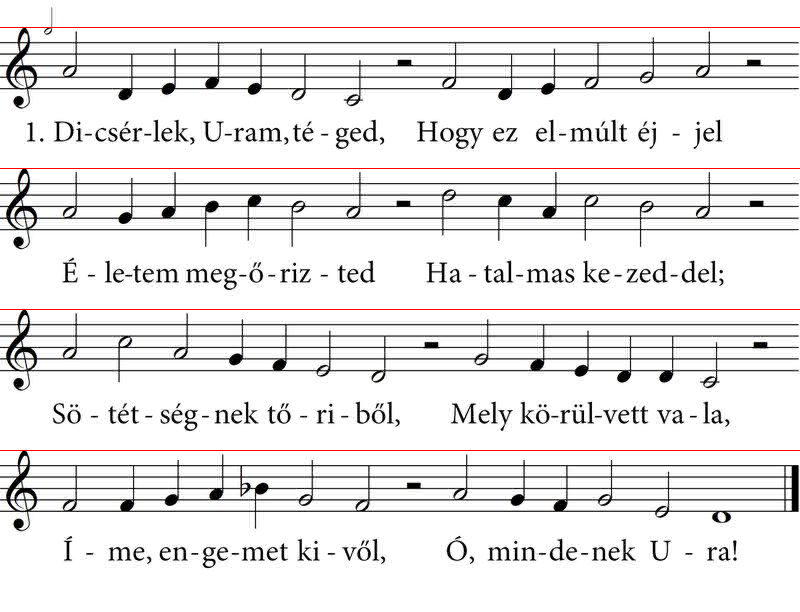 1. Di-csér-lek, U-ram, té - ged, Hogy ez el-múlt éj - jel
É - le-tem meg-ő-riz - ted Ha - tal-mas ke-zed-del;
Sö - tét - ség-nek tő - ri - ből, Mely kö-rül-vett va - la,
Í - me, en-ge-met ki - vől, Ó, min-de-nek U - ra!